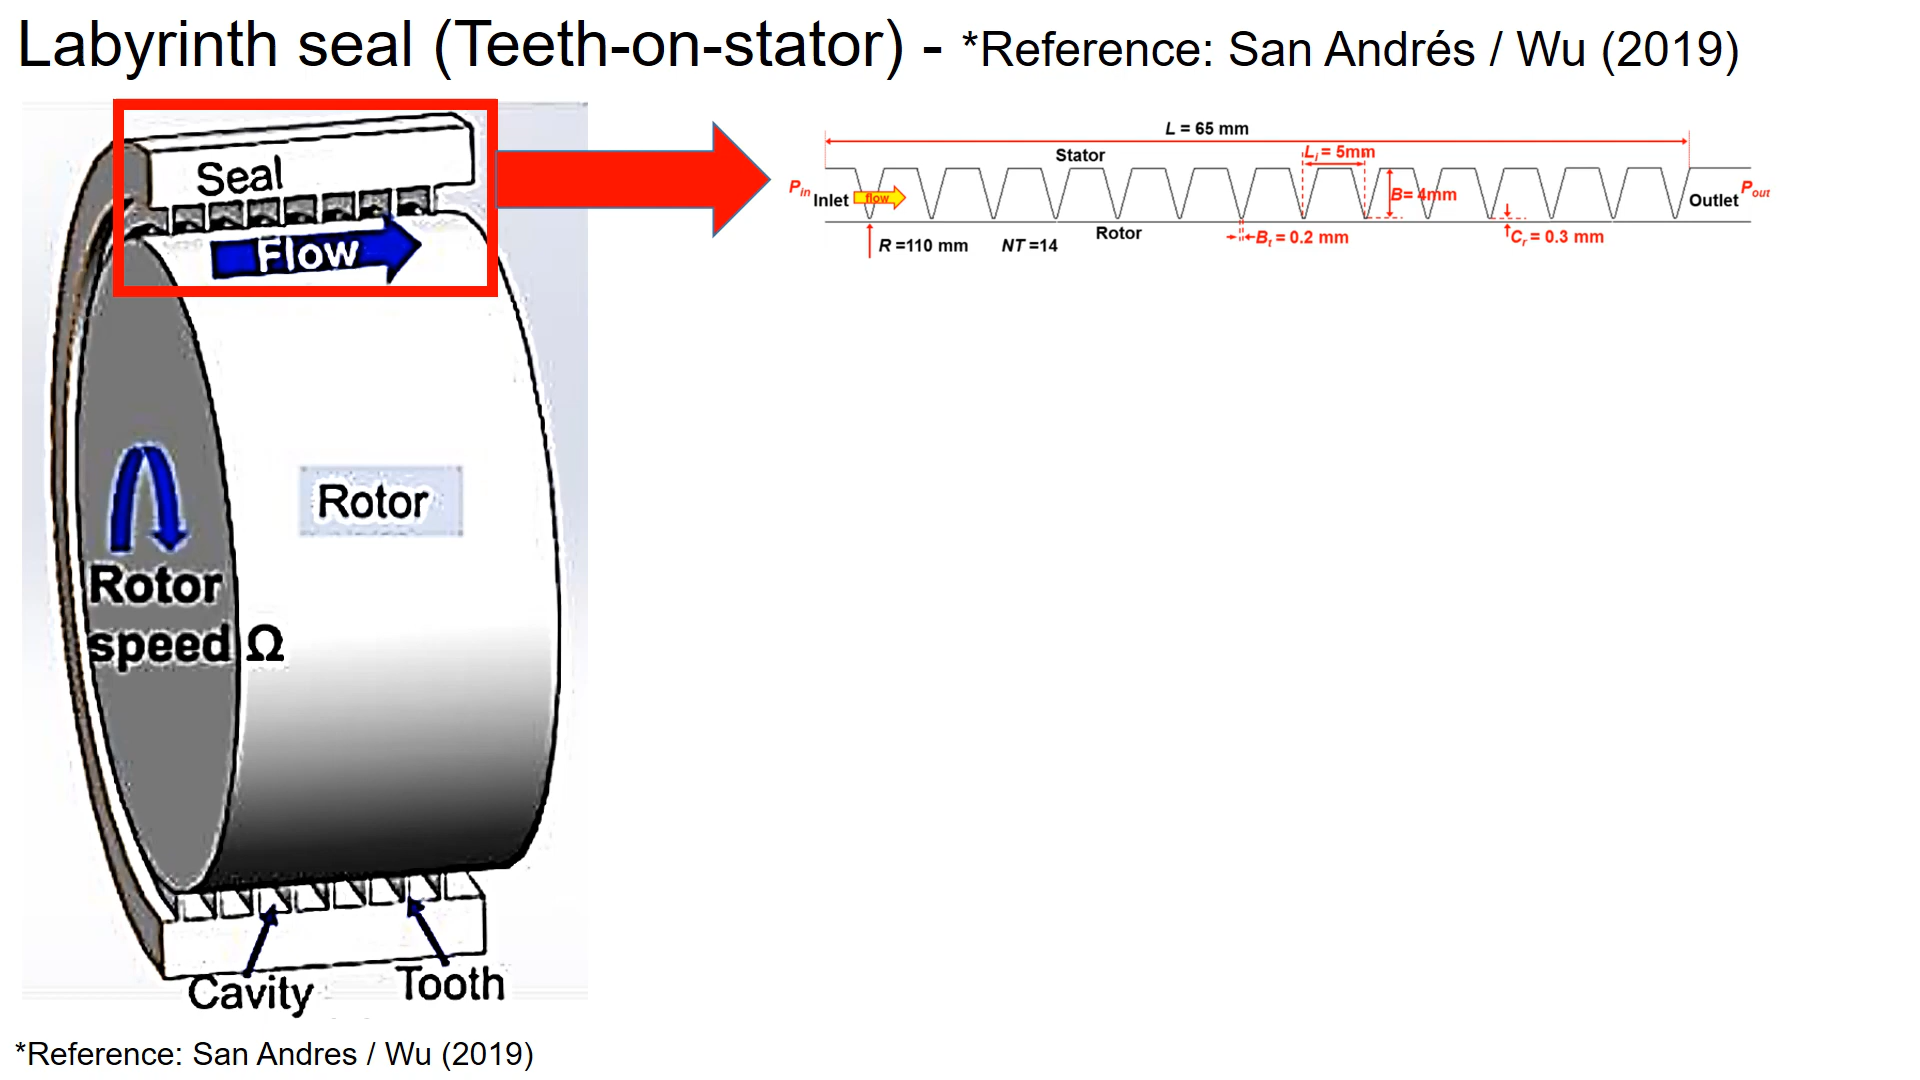 Labyrinth seal (Teeth-on-stator) - *Reference: San Andrés / Wu (2019)
Seal
Flow
Rotor
Rotor
speed Ω
Cavity
Tooth
*Reference: San Andres / Wu (2019)
L = 65 mm
Stator
Li = 5mm
Pin
Inlet
flow
B= 4mm
Outlet
Pout
R =110 mm
NT =14
Rotor
Bt = 0.2 mm
Cr = 0.3 mm